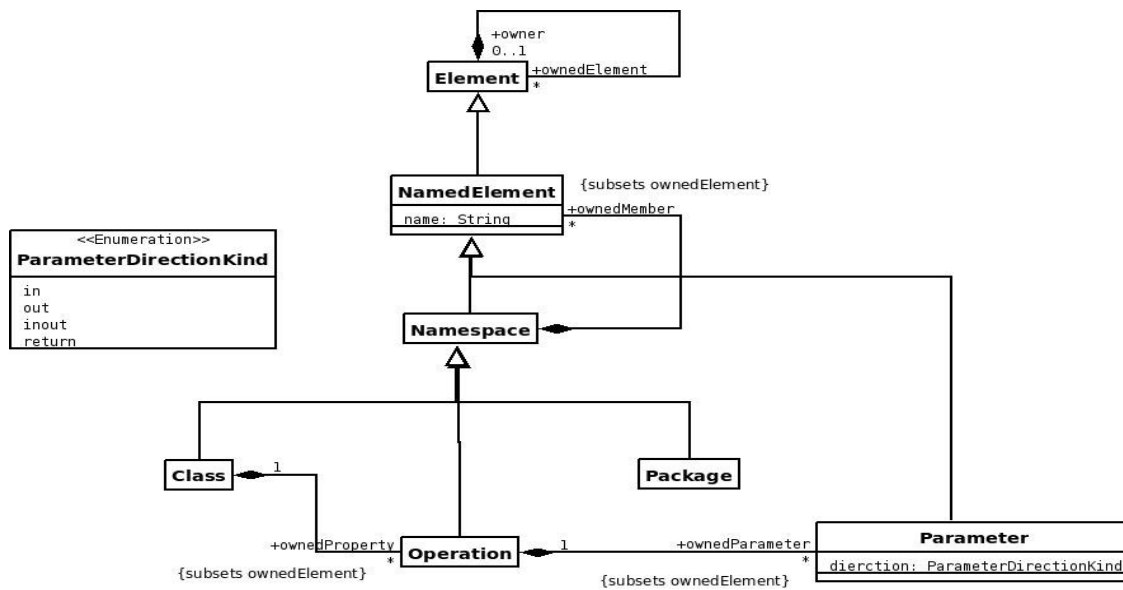 +owner
0..1
Element
+ownedElement
*
NamedElement
name: String
{subsets ownedElement}
+ownedMember
*
<<Enumeration>>
ParameterDirectionKind
in
out
inout
return
Namespace
Class
1
Package
+ownedProperty
*
{subsets ownedElement}
Operation
1
+ownedParameter
*
{subsets ownedElement}
Parameter
dierction: ParameterDirectionKind